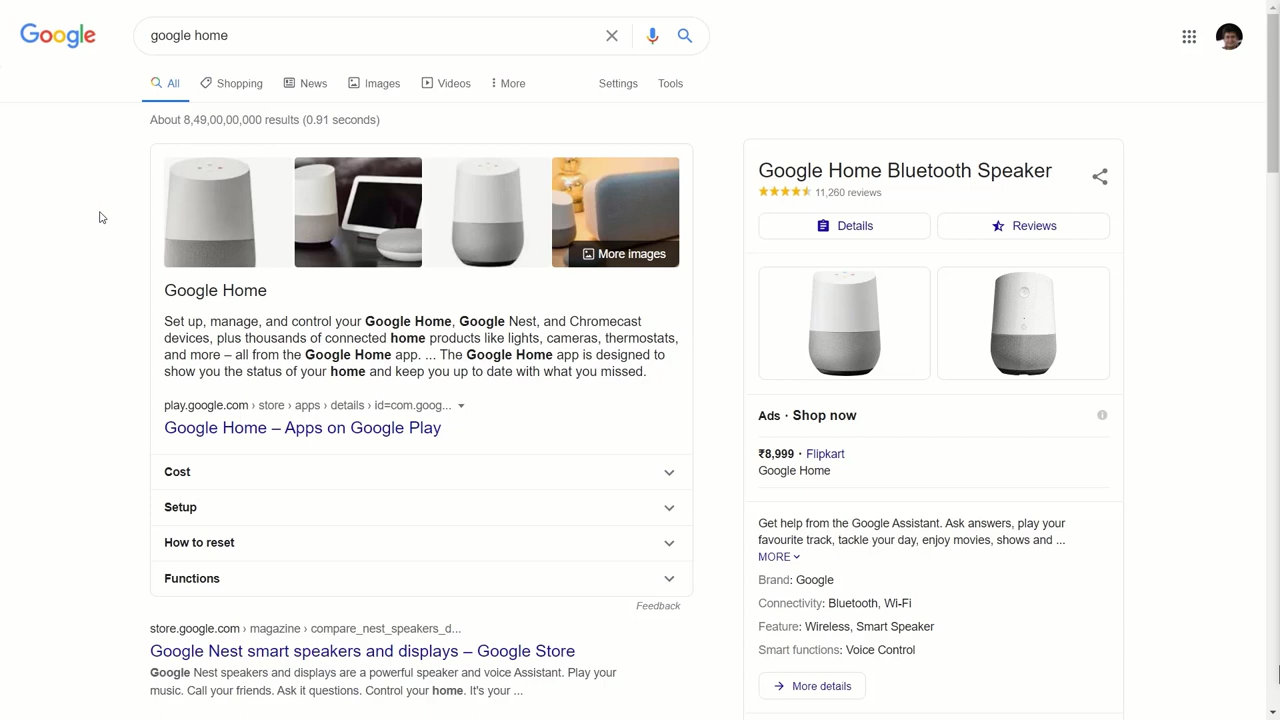 Google
google home
All
Shopping
News
Images
Videos
More
Settings
Tools
About 8,49,00,00,000 results (0.91 seconds)
More images
Google Home
Set up, manage, and control your Google Home, Google Nest, and Chromecast
devices, plus thousands of connected home products like lights, cameras, thermostats,
and more – all from the Google Home app. ... The Google Home app is designed to
show you the status of your home and keep you up to date with what you missed.
play.google.com › store › apps › details › id=com.goog...
Google Home – Apps on Google Play
Cost
Setup
How to reset
Functions
Feedback
store.google.com › magazine › compare_nest_speakers_d...
Google Nest smart speakers and displays – Google Store
Google Nest speakers and displays are a powerful speaker and voice Assistant. Play your
music. Call your friends. Ask it questions. Control your home. It's your ...
Google Home Bluetooth Speaker
11,260 reviews
Details
Reviews
Ads · Shop now
₹8,999 · Flipkart
Google Home
Get help from the Google Assistant. Ask answers, play your
favourite track, tackle your day, enjoy movies, shows and ...
MORE
Brand: Google
Connectivity: Bluetooth, Wi-Fi
Feature: Wireless, Smart Speaker
Smart functions: Voice Control
More details